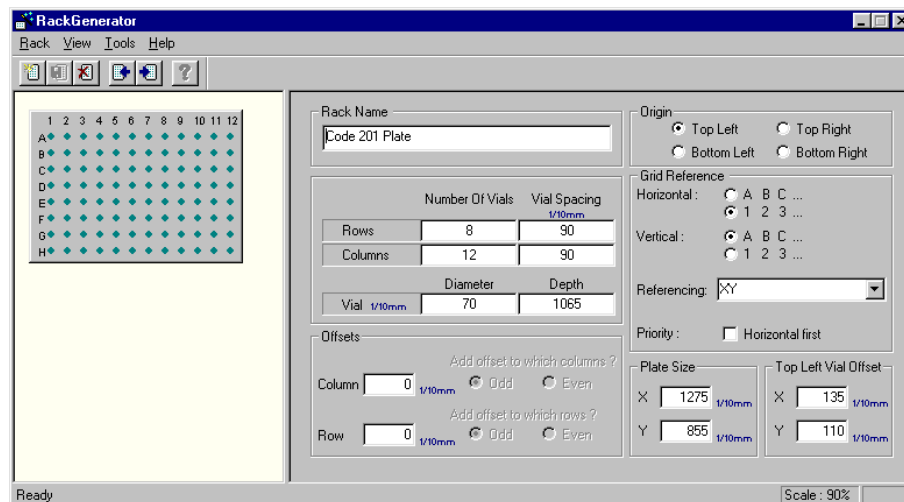 RackGenerator
Rack View Tools Help
1 2 3 4 5 6 7 8 9 10 11 12
A
B
C
D
E
F
G
H
Rack Name
Code 201 Plate
Number Of Vials Vial Spacing
1/10mm
Rows 8 90
Columns 12 90
Diameter Depth
Vial 1/10mm 70 1065
Offsets
Add offset to which columns ?
Column 0 1/10mm Odd Even
Add offset to which rows ?
Row 0 1/10mm Odd Even
Origin
Top Left Top Right
Bottom Left Bottom Right
Grid Reference
Horizontal : A B C ...
1 2 3 ...
Vertical : A B C ...
1 2 3 ...
Referencing: XY
Priority : Horizontal first
Plate Size
X 1275 1/10mm
Y 855 1/10mm
Top Left Vial Offset
X 135 1/10mm
Y 110 1/10mm
Ready Scale : 90%